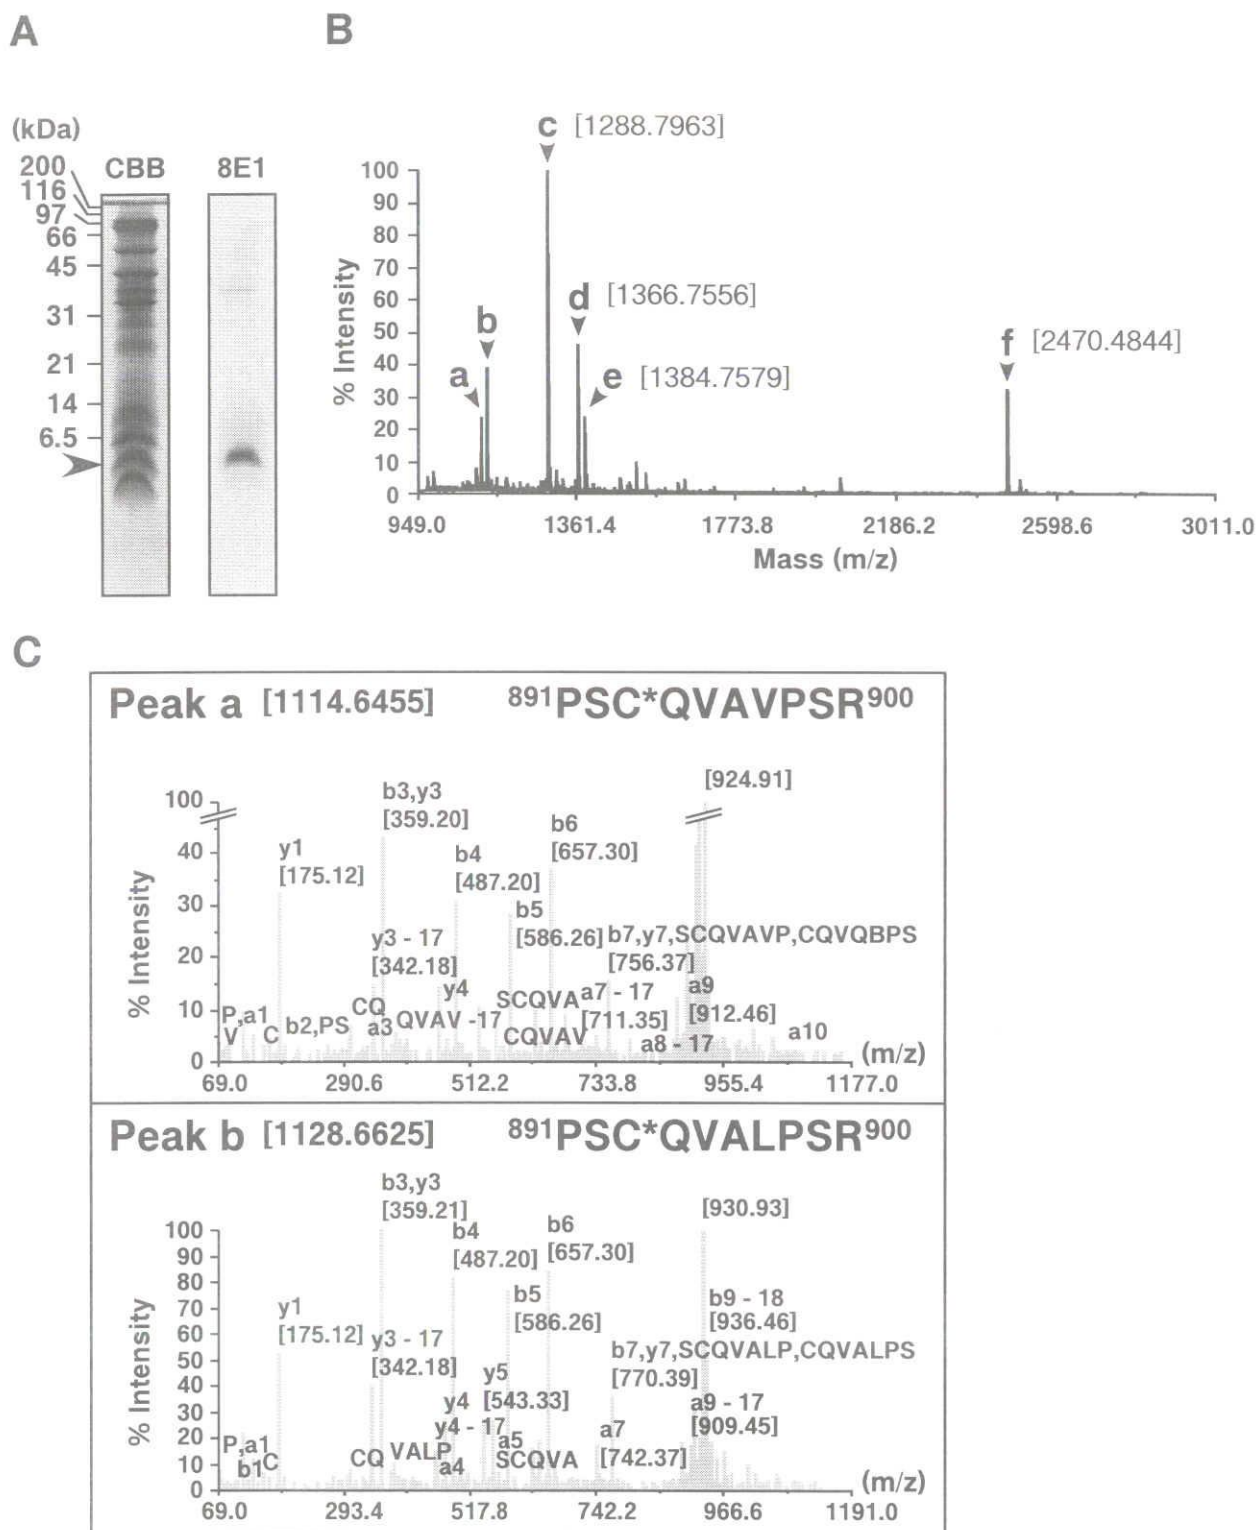 A
B
(kDa)
200
116
97
66
45
31
21
14
6.5
CBB
8E1
c [1288.7963]
d [1366.7556]
b
a
e [1384.7579]
f [2470.4844]
% Intensity
100
90
80
70
60
50
40
30
20
10
0
949.0 1361.4 1773.8 2186.2 2598.6 3011.0
Mass (m/z)
C
Peak a [1114.6455] 891PSC*QVAVPSR900
[924.91]
b3,y3
[359.20]
b6
[657.30]
y1
[175.12]
b4
[487.20]
b5
[586.26]
b7,y7,SCQVAVP,CQVQBPS
[756.37]
y3 - 17
[342.18]
y4
SCQVA
a7 - 17
[711.35]
a9
[912.46]
P,a1
V
C
b2,PS
CQ
a3
QVAV -17
CQVAV
a8 - 17
a10
% Intensity
100
40
30
20
10
0
69.0 290.6 512.2 733.8 955.4 1177.0
(m/z)
Peak b [1128.6625] 891PSC*QVALPSR900
b3,y3
[359.21]
[930.93]
b4
[487.20]
b6
[657.30]
b5
[586.26]
b9 - 18
[936.46]
y1
[175.12]
y3 - 17
[342.18]
b7,y7,SCQVALP,CQVALPS
[770.39]
y5
[543.33]
y4
y4 - 17
a9 - 17
[909.45]
a7
[742.37]
P,a1
b1
C
CQ
VALP
a4
a5
SCQVA
% Intensity
100
90
80
70
60
50
40
30
20
10
0
69.0 293.4 517.8 742.2 966.6 1191.0
(m/z)